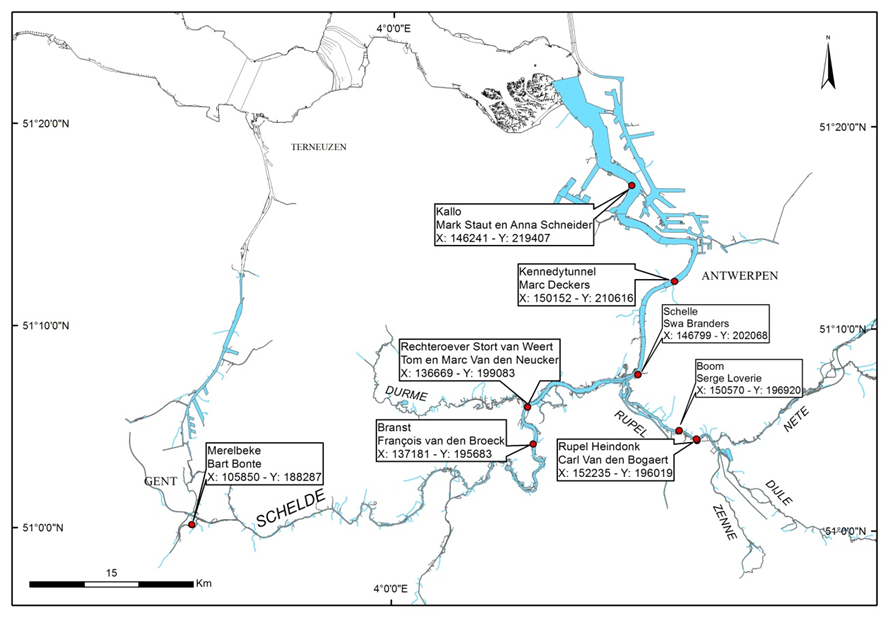 4°0'0"E
N
51°20'0"N
51°20'0"N
TERNEUZEN
Kallo
Mark Staut en Anna Schneider
X: 146241 - Y: 219407
Kennedytunnel
Marc Deckers
X: 150152 - Y: 210616
ANTWERPEN
Schelle
Swa Branders
X: 146799 - Y: 202068
51°10'0"N
51°10'0"N
Rechteroever Stort van Weert
Tom en Marc Van den Neucker
X: 136669 - Y: 199083
Boom
Serge Loverie
X: 150570 - Y: 196920
DURME
RUPEL
NETE
Branst
François van den Broeck
X: 137181 - Y: 195683
Rupel Heindonk
Carl Van den Bogaert
X: 152235 - Y: 196019
Merelbeke
Bart Bonte
X: 105850 - Y: 188287
GENT
SCHELDE
DIJLE
ZENNE
51°0'0"N
51°0'0"N
15
Km
4°0'0"E